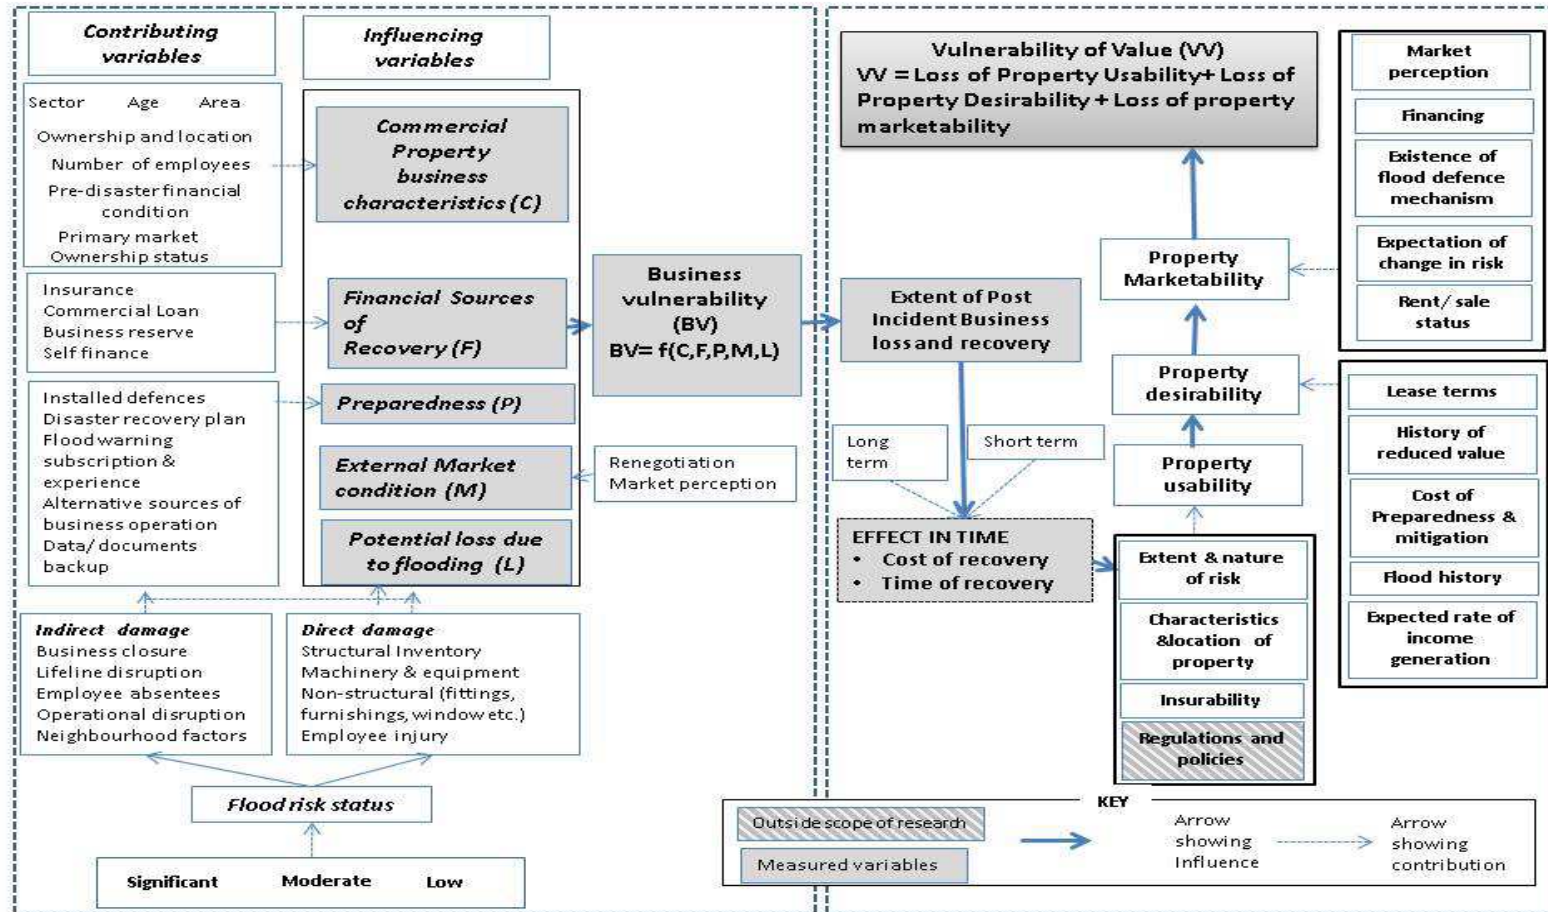 Contributing
variables
Influencing
variables
Sector Age Area
Ownership and location
Number of employees
Pre-disaster financial
condition
Primary market
Ownership status
Insurance
Commercial Loan
Business reserve
Self finance
Installed defences
Disaster recovery plan
Flood warning
subscription &
experience
Alternative sources of
business operation
Data/ documents
backup
Commercial
Property
business
characteristics (C)
Financial Sources
of
Recovery (F)
Preparedness (P)
External Market
condition (M)
Potential loss due
to flooding (L)
Business
vulnerability
(BV)
BV= f(C,F,P,M,L)
Renegotiation
Market perception
Indirect damage
Business closure
Lifeline disruption
Employee absentees
Operational disruption
Neighbourhood factors
Direct damage
Structural Inventory
Machinery & equipment
Non-structural (fittings,
furnishings, window etc.)
Employee injury
Flood risk status
Significant Moderate Low
Vulnerability of Value (VV)
VV = Loss of Property Usability+ Loss of
Property Desirability + Loss of property
marketability
Extent of Post
Incident Business
loss and recovery
Long
term
Short term
EFFECT IN TIME
• Cost of recovery
• Time of recovery
Property
Marketability
Property
desirability
Property
usability
Extent & nature
of risk
Characteristics
&location of
property
Insurability
Regulations and
policies
Market
perception
Financing
Existence of
flood defence
mechanism
Expectation of
change in risk
Rent/ sale
status
Lease terms
History of
reduced value
Cost of
Preparedness &
mitigation
Flood history
Expected rate of
income
generation
KEY
Outside scope of research
Measured variables
Arrow
showing
Influence
Arrow
showing
contribution